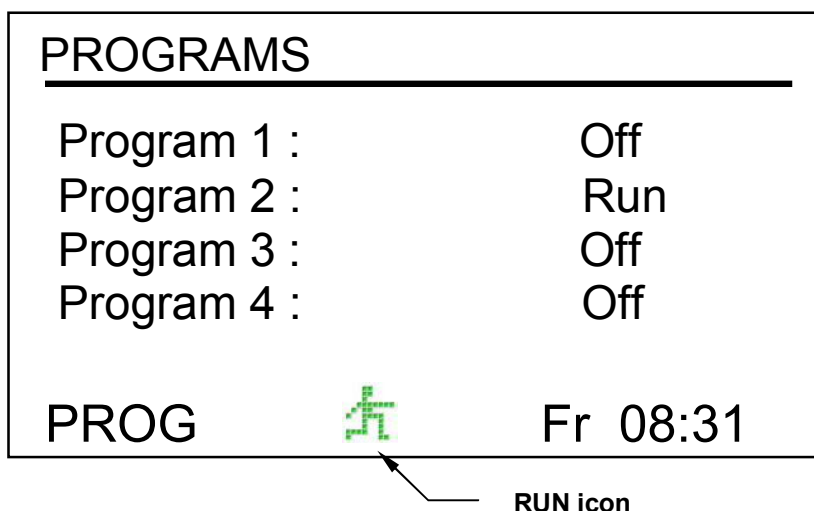 PROGRAMS
Program 1 : Off
Program 2 : Run
Program 3 : Off
Program 4 : Off
PROG Fr 08:31
RUN icon